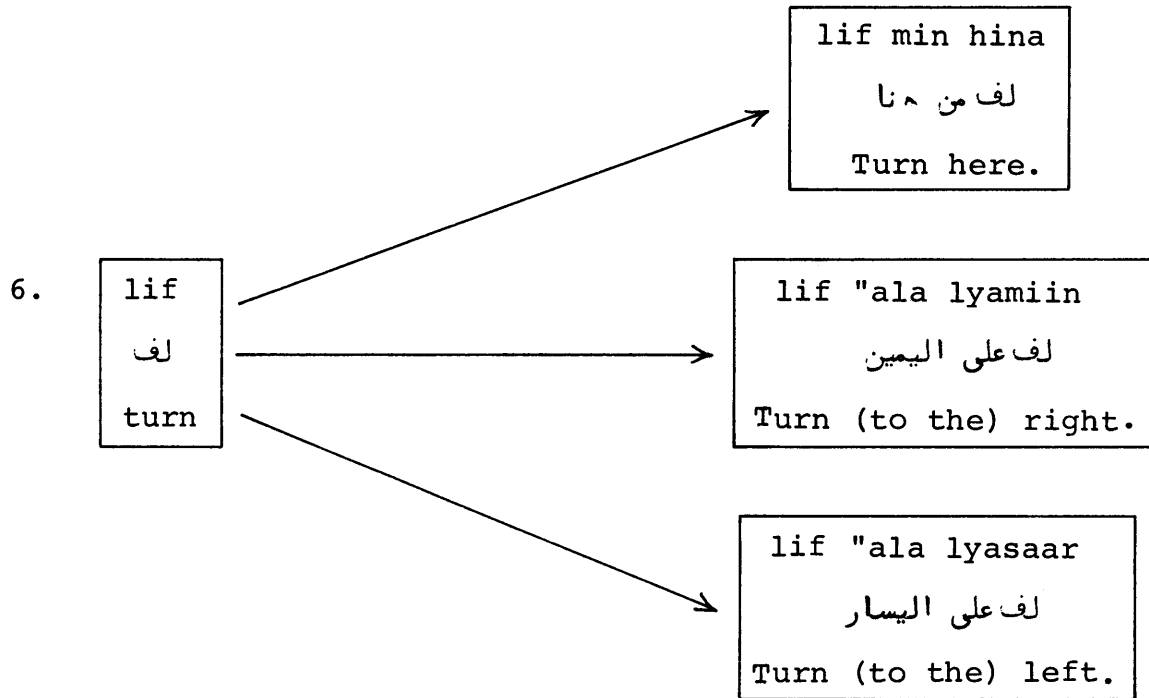 6.
lif
لف
turn
lif min hina
لف من هنا
Turn here.
lif "ala lyamiin
لف على اليمين
Turn (to the) right.
lif "ala lyasaar
لف على اليسار
Turn (to the) left.